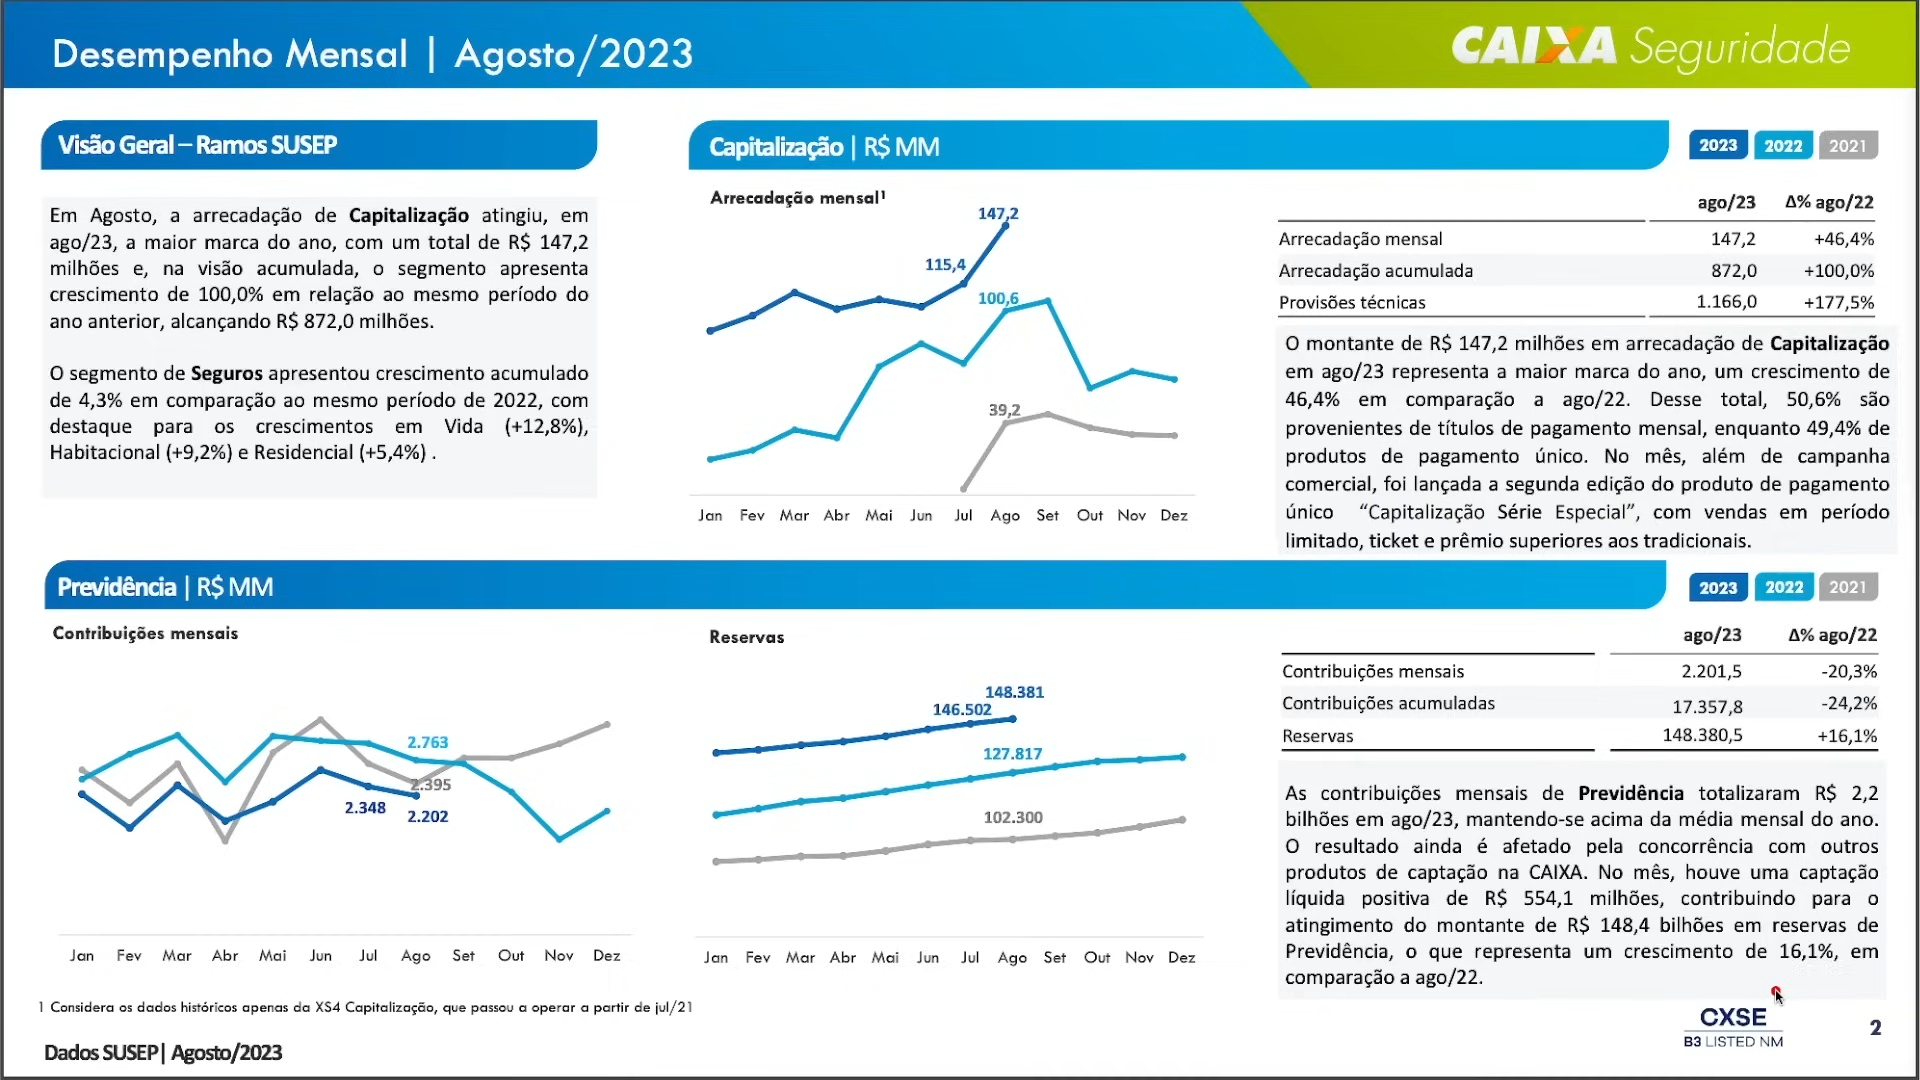 Desempenho Mensal | Agosto/2023
CAIXA Seguridade
Visão Geral – Ramos SUSEP
Em Agosto, a arrecadação de Capitalização atingiu, em
ago/23, a maior marca do ano, com um total de R$ 147,2
milhões e, na visão acumulada, o segmento apresenta
crescimento de 100,0% em relação ao mesmo período do
ano anterior, alcançando R$ 872,0 milhões.
O segmento de Seguros apresentou crescimento acumulado
de 4,3% em comparação ao mesmo período de 2022, com
destaque para os crescimentos em Vida (+12,8%),
Habitacional (+9,2%) e Residencial (+5,4%) .
Capitalização | R$ MM
2023 2022 2021
Arrecadação mensal¹
147,2
115,4
100,6
39,2
Jan Fev Mar Abr Mai Jun Jul Ago Set Out Nov Dez
ago/23 Δ% ago/22
Arrecadação mensal 147,2 +46,4%
Arrecadação acumulada 872,0 +100,0%
Provisões técnicas 1.166,0 +177,5%
O montante de R$ 147,2 milhões em arrecadação de Capitalização
em ago/23 representa a maior marca do ano, um crescimento de
46,4% em comparação a ago/22. Desse total, 50,6% são
provenientes de títulos de pagamento mensal, enquanto 49,4% de
produtos de pagamento único. No mês, além de campanha
comercial, foi lançada a segunda edição do produto de pagamento
único “Capitalização Série Especial”, com vendas em período
limitado, ticket e prêmio superiores aos tradicionais.
Previdência | R$ MM
2023 2022 2021
Contribuições mensais
2.763
2.395
2.348
2.202
Jan Fev Mar Abr Mai Jun Jul Ago Set Out Nov Dez
Reservas
148.381
146.502
127.817
102.300
Jan Fev Mar Abr Mai Jun Jul Ago Set Out Nov Dez
ago/23 Δ% ago/22
Contribuições mensais 2.201,5 -20,3%
Contribuições acumuladas 17.357,8 -24,2%
Reservas 148.380,5 +16,1%
As contribuições mensais de Previdência totalizaram R$ 2,2
bilhões em ago/23, mantendo-se acima da média mensal do ano.
O resultado ainda é afetado pela concorrência com outros
produtos de captação na CAIXA. No mês, houve uma captação
líquida positiva de R$ 554,1 milhões, contribuindo para o
atingimento do montante de R$ 148,4 bilhões em reservas de
Previdência, o que representa um crescimento de 16,1%, em
comparação a ago/22.
1 Considera os dados históricos apenas da XS4 Capitalização, que passou a operar a partir de jul/21
Dados SUSEP| Agosto/2023
CXSE
B3 LISTED NM
2